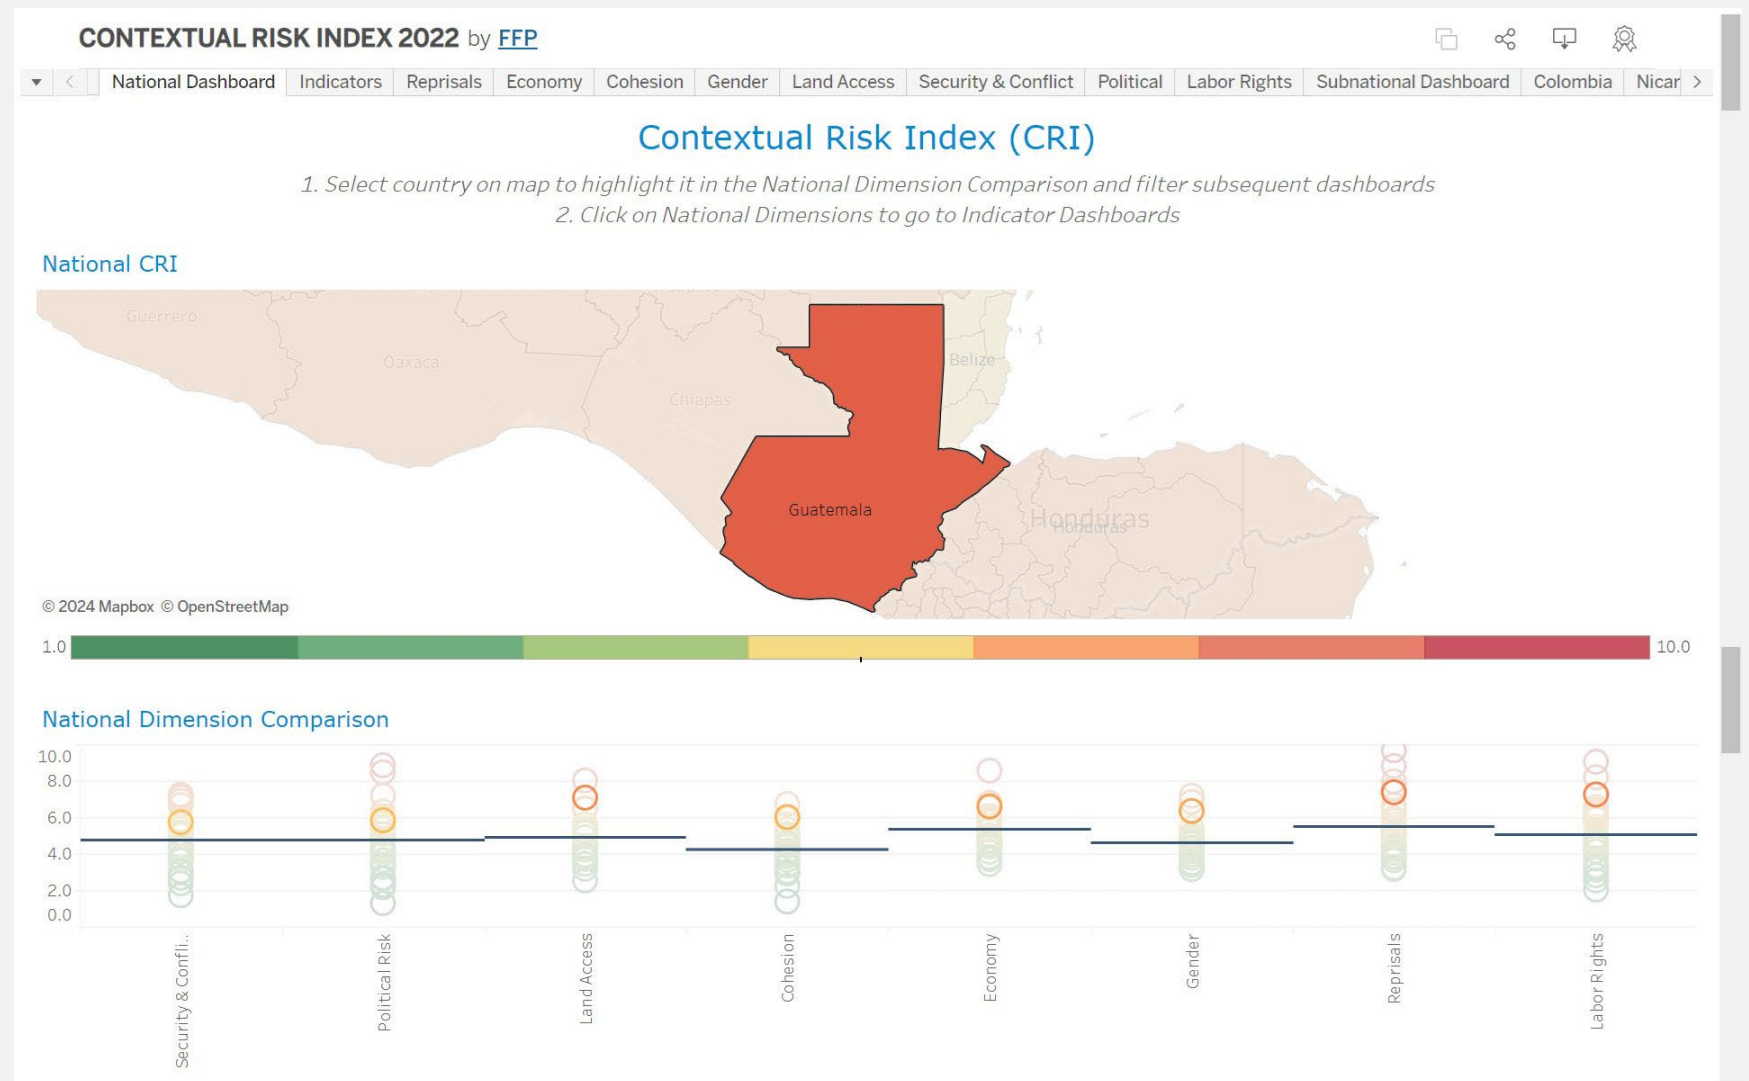 CONTEXTUAL RISK INDEX 2022 by FFP
National Dashboard Indicators Reprisals Economy Cohesion Gender Land Access Security & Conflict Political Labor Rights Subnational Dashboard Colombia Nicar
Contextual Risk Index (CRI)
1. Select country on map to highlight it in the National Dimension Comparison and filter subsequent dashboards
2. Click on National Dimensions to go to Indicator Dashboards
National CRI
Guerrero
Oaxaca
Chiapas
Belize
Guatemala
Honduras
Honduras
© 2024 Mapbox © OpenStreetMap
1.0 10.0
National Dimension Comparison
10.0
8.0
6.0
4.0
2.0
0.0
Security & Confli..
Political Risk
Land Access
Cohesion
Economy
Gender
Reprisals
Labor Rights